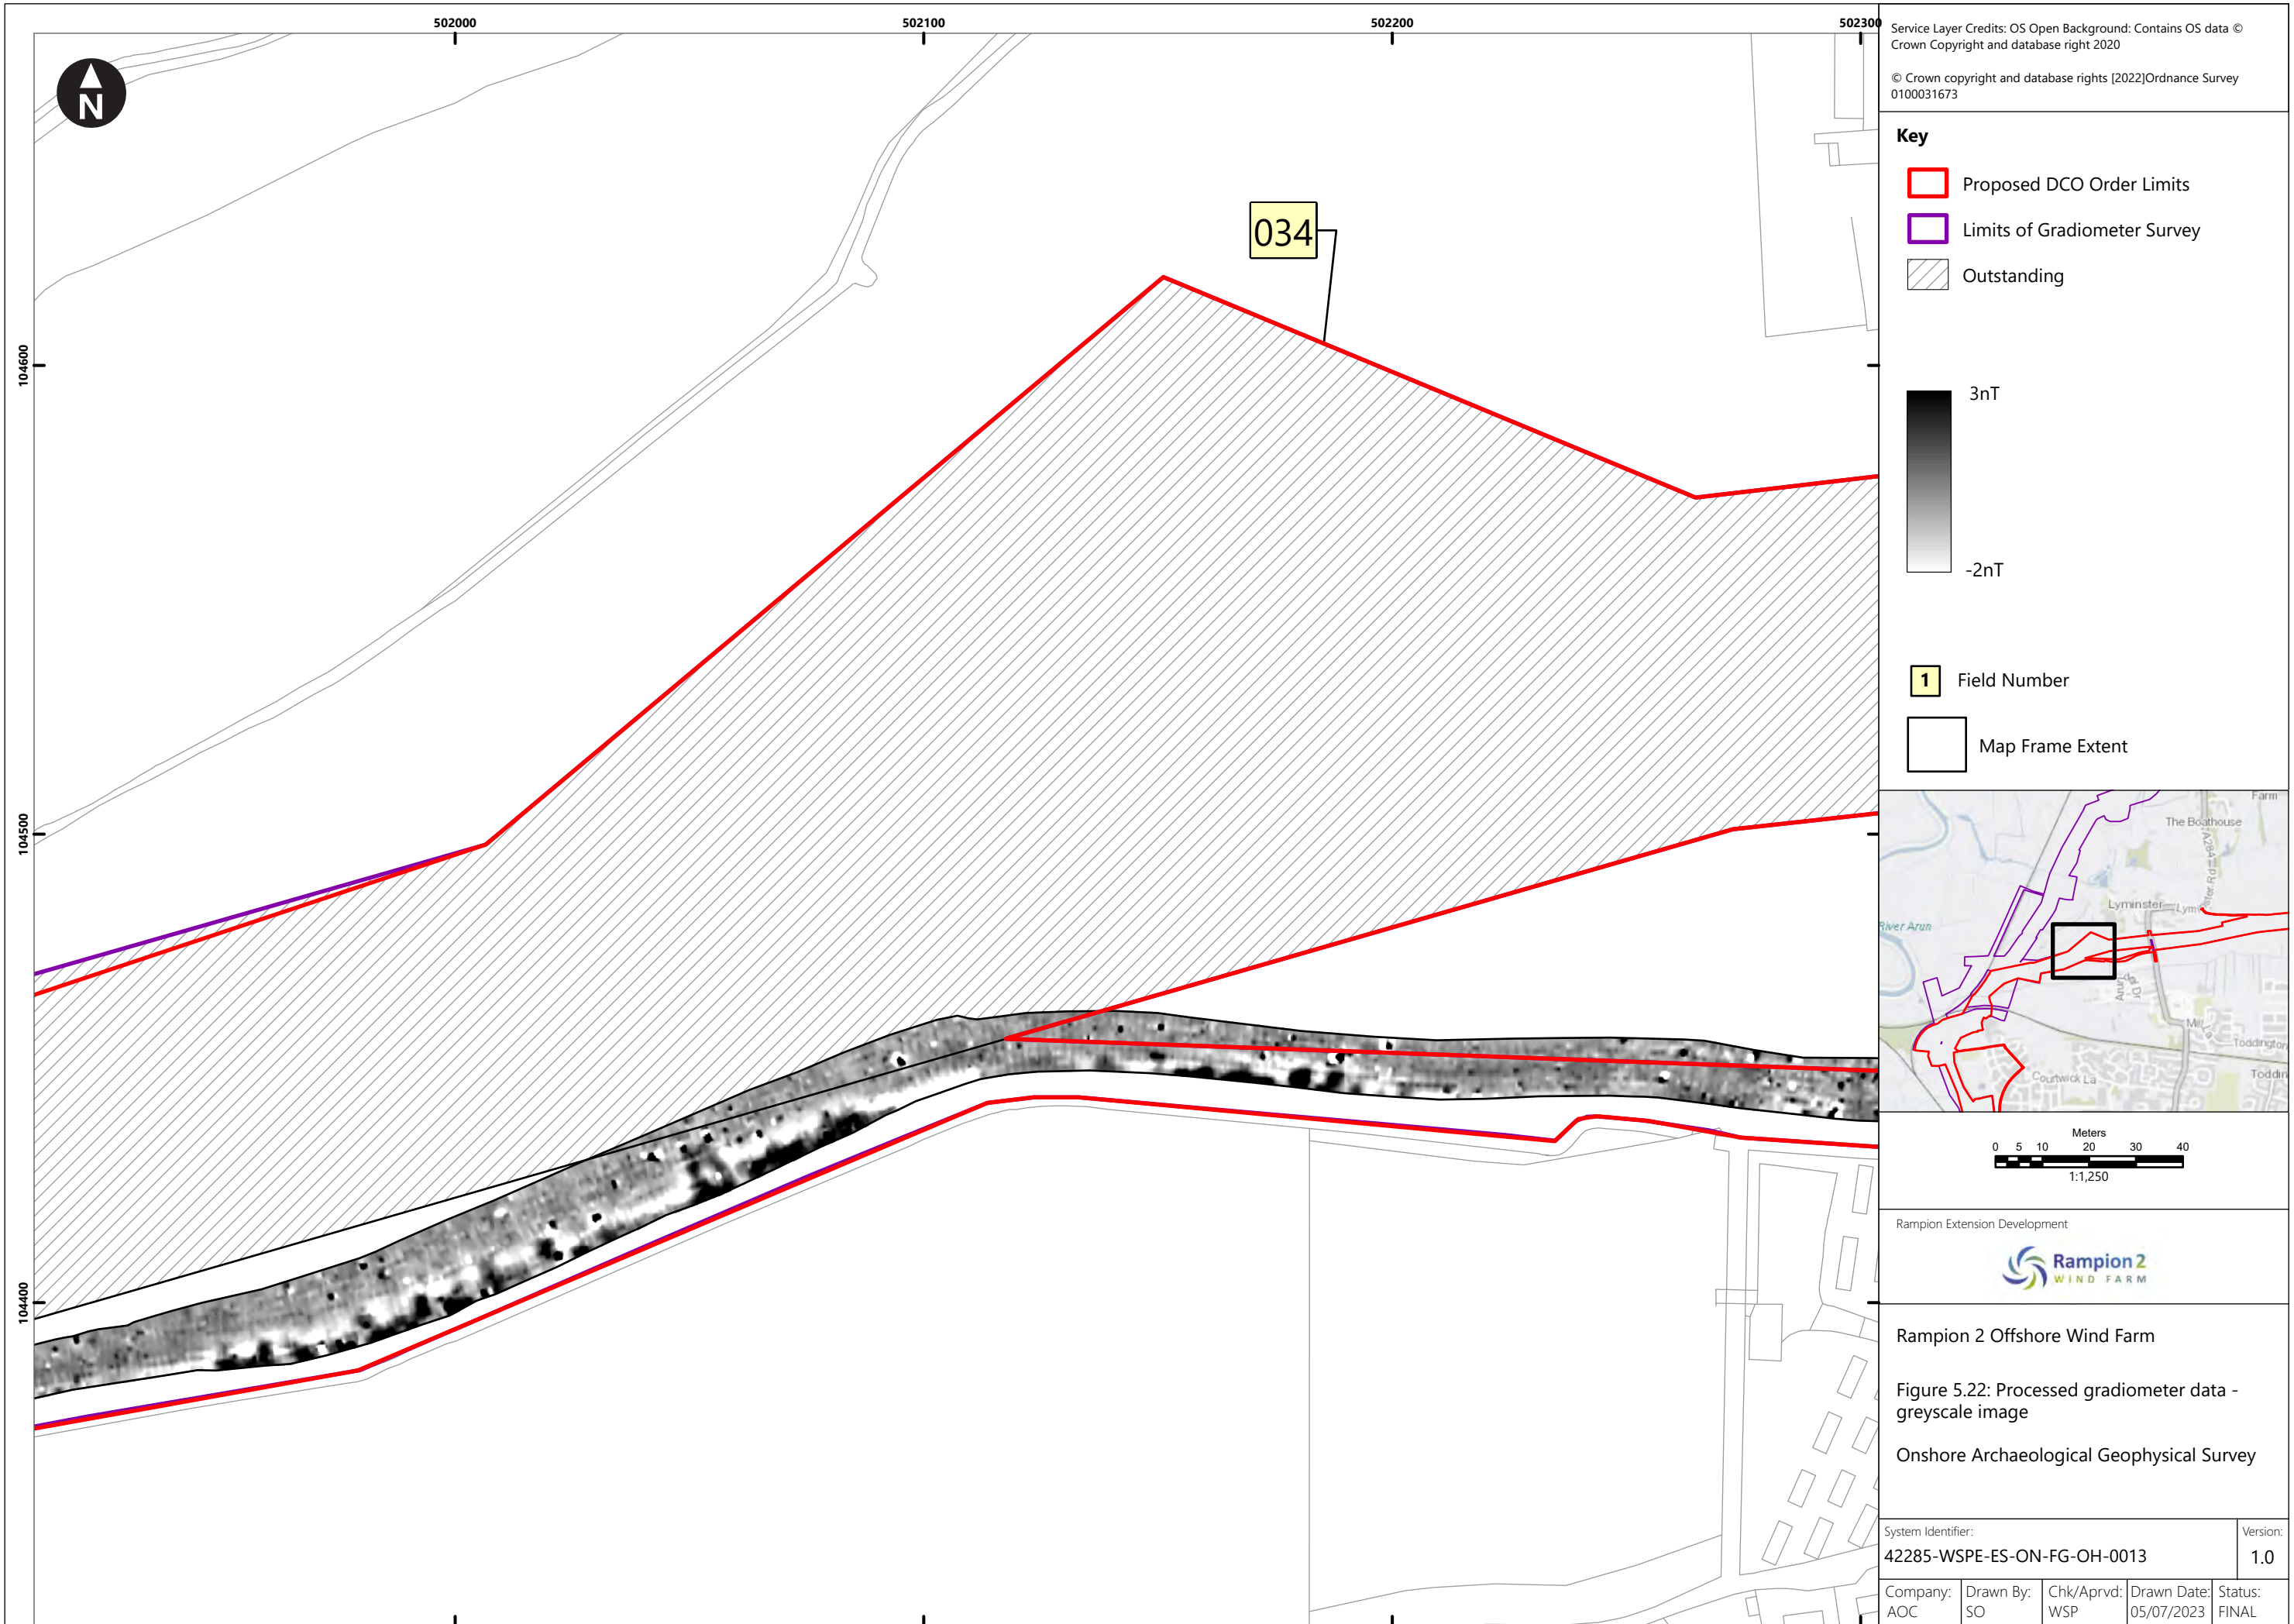 502000
502100
502200
502300
104600
104500
104400
N
034
Service Layer Credits: OS Open Background: Contains OS data ©
Crown Copyright and database right 2020
© Crown copyright and database rights [2022]Ordnance Survey
0100031673
Key
Proposed DCO Order Limits
Limits of Gradiometer Survey
Outstanding
3nT
-2nT
1 Field Number
Map Frame Extent
Farm
The Boathouse
A284
Lyminster
River Arun
Mill
Toddington
Toddin
Courtwick La
Meters
0 5 10 20 30 40
1:1,250
Rampion Extension Development
Rampion 2
WIND FARM
Rampion 2 Offshore Wind Farm
Figure 5.22: Processed gradiometer data -
greyscale image
Onshore Archaeological Geophysical Survey
System Identifier:
42285-WSPE-ES-ON-FG-OH-0013
Version:
1.0
Company:
AOC
Drawn By:
SO
Chk/Aprvd:
WSP
Drawn Date:
05/07/2023
Status:
FINAL